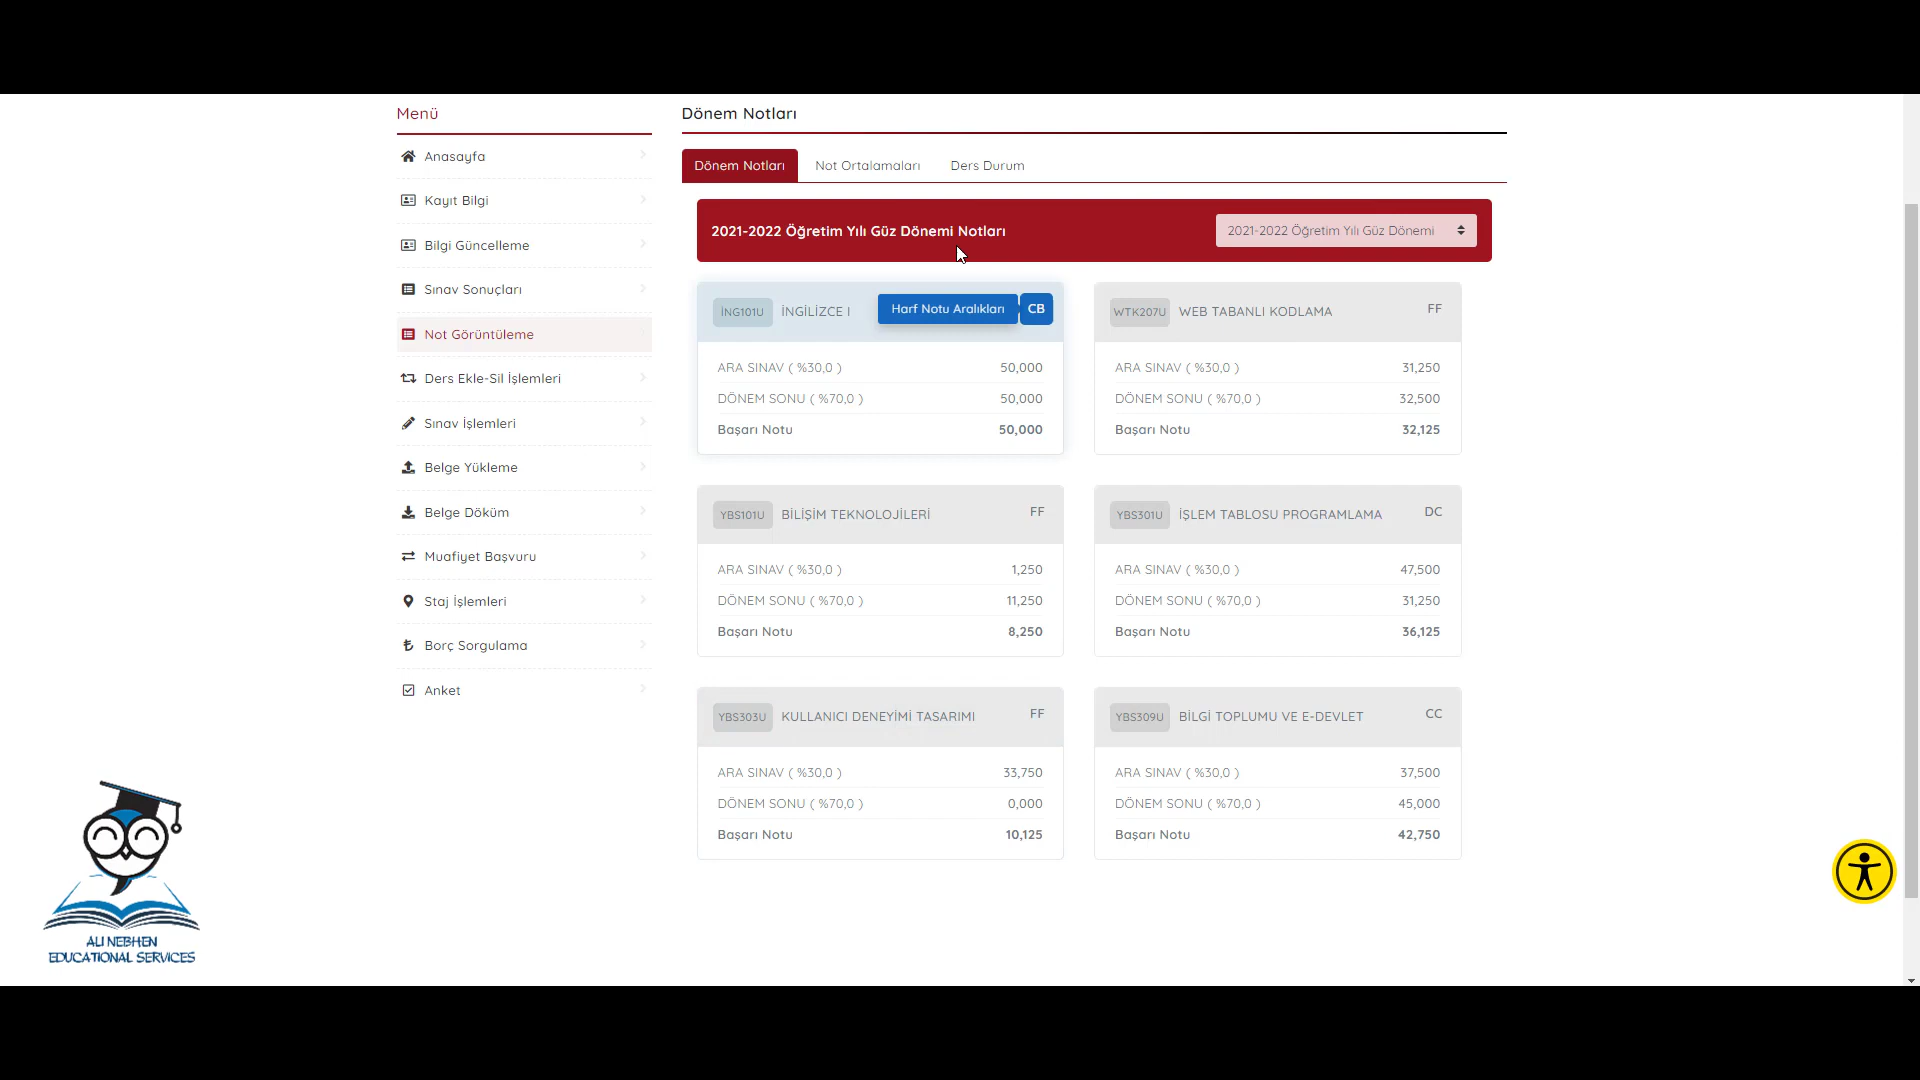 Menü
Anasayfa
Kayıt Bilgi
Bilgi Güncelleme
Sınav Sonuçları
Not Görüntüleme
Ders Ekle-Sil İşlemleri
Sınav İşlemleri
Belge Yükleme
Belge Döküm
Muafiyet Başvuru
Staj İşlemleri
Borç Sorgulama
Anket
Dönem Notları
Dönem Notları Not Ortalamaları Ders Durum
2021-2022 Öğretim Yılı Güz Dönemi Notları 2021-2022 Öğretim Yılı Güz Dönemi
İNG101U İNGİLİZCE I Harf Notu Aralıkları CB
ARA SINAV ( %30,0 ) 50,000
DÖNEM SONU ( %70,0 ) 50,000
Başarı Notu 50,000
WTK207U WEB TABANLI KODLAMA FF
ARA SINAV ( %30,0 ) 31,250
DÖNEM SONU ( %70,0 ) 32,500
Başarı Notu 32,125
YBS101U BİLİŞİM TEKNOLOJİLERİ FF
ARA SINAV ( %30,0 ) 1,250
DÖNEM SONU ( %70,0 ) 11,250
Başarı Notu 8,250
YBS301U İŞLEM TABLOSU PROGRAMLAMA DC
ARA SINAV ( %30,0 ) 47,500
DÖNEM SONU ( %70,0 ) 31,250
Başarı Notu 36,125
YBS303U KULLANICI DENEYİMİ TASARIMI FF
ARA SINAV ( %30,0 ) 33,750
DÖNEM SONU ( %70,0 ) 0,000
Başarı Notu 10,125
YBS309U BİLGİ TOPLUMU VE E-DEVLET CC
ARA SINAV ( %30,0 ) 37,500
DÖNEM SONU ( %70,0 ) 45,000
Başarı Notu 42,750
ALI NEBHEN
EDUCATIONAL SERVICES